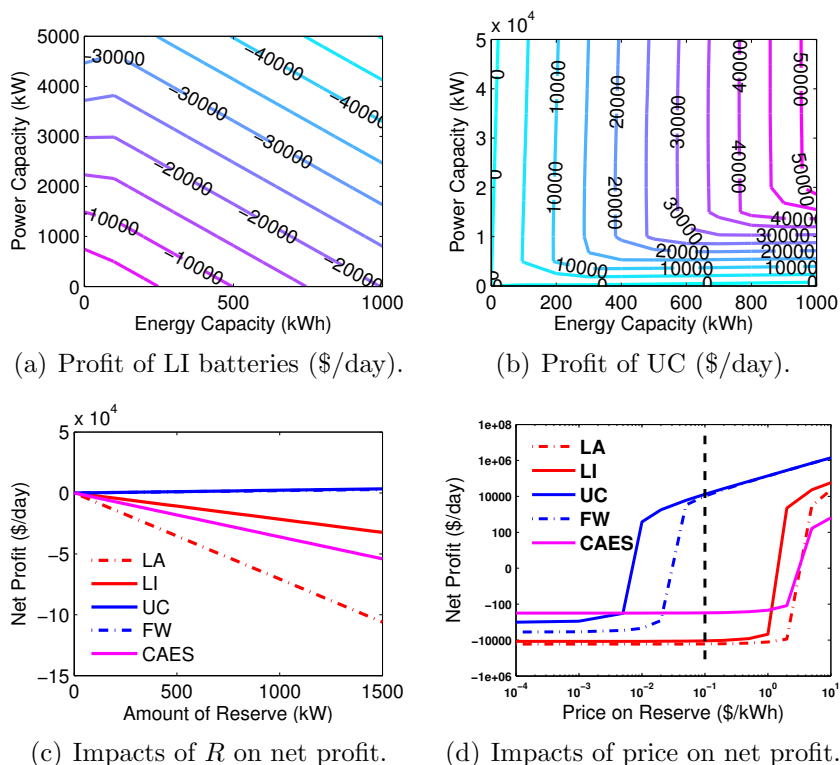 5000
4000
3000
2000
1000
0
0
500
1000
Power Capacity (kW)
Energy Capacity (kWh)
−30000
−40000
−40000
−30000
−30000
−20000
−20000
−20000
−20000
−10000
−10000
(a) Profit of LI batteries ($/day).
x 10⁴
5
4
3
2
1
0
0
200
400
600
800
1000
Power Capacity (kW)
Energy Capacity (kWh)
0
0
0
0
0
0
10000
10000
10000
10000
20000
20000
20000
20000
30000
30000
30000
40000
40000
40000
50000
50000
(b) Profit of UC ($/day).
x 10⁴
5
0
−5
−10
−15
0
500
1000
1500
Net Profit ($/day)
Amount of Reserve (kW)
LA
LI
UC
FW
CAES
(c) Impacts of R on net profit.
1e+08
1e+06
10000
100
0
−100
−10000
−1e+06
10⁻⁴
10⁻³
10⁻²
10⁻¹
10⁰
10¹
Net Profit ($/day)
Price on Reserve ($/kWh)
LA
LI
UC
FW
CAES
(d) Impacts of price on net profit.